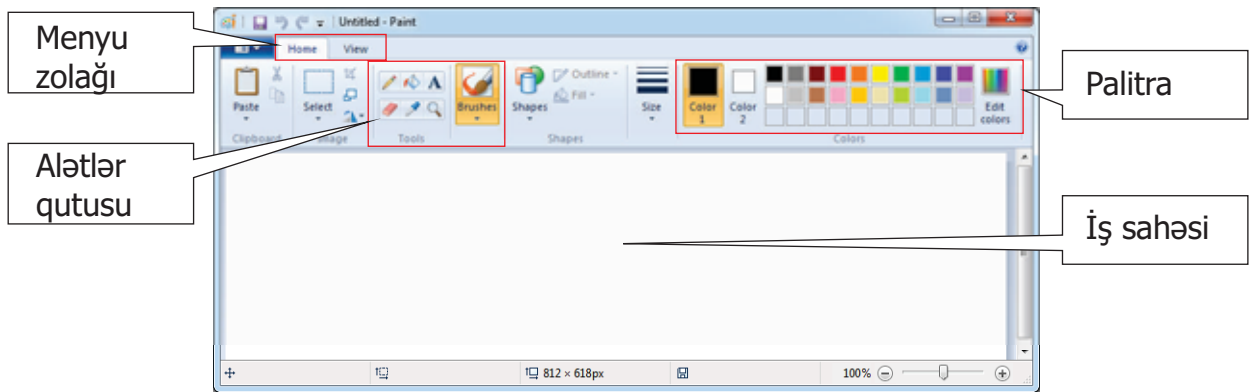 Menyu
zolağı
Untitled - Paint
Home View
Paste
Select
Brushes
Shapes
Outline
Fill
Size
Color
1
Color
2
Edit
colors
Clipboard
Image
Tools
Shapes
Colors
Palitra
Alətlər
qutusu
İş sahəsi
812 × 618px
100%